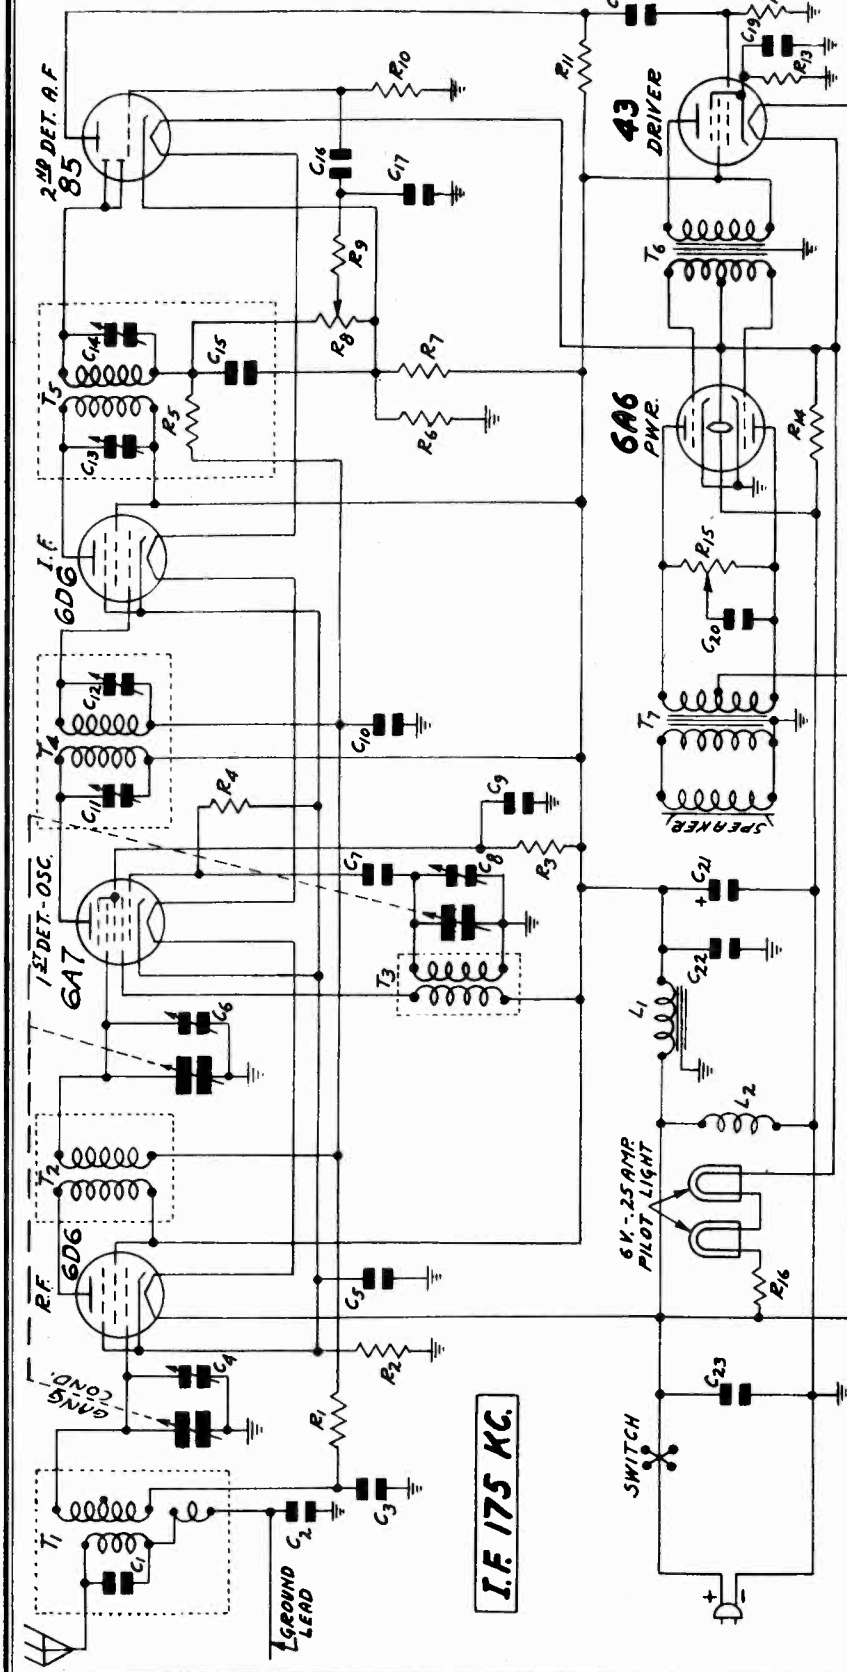 2ND DET. A.F
85
I.F.
6D6
1ST DET.-OSC.
6A7
R.F.
6D6
GANG
COND.
T1
C1
C2
GROUND
LEAD
C3
R1
R2
C4
C5
T2
C6
T3
C7
C8
R3
C9
R4
T4
C11
C12
C10
T5
C13
C14
R5
C15
R8
R6
R7
R9
C16
C17
R10
R11
I.F. 175 KC.
43
DRIVER
C19
R13
T6
6A6
PWR.
R14
R15
C20
T7
SPEAKER
+
C21
C22
L1
L2
6 V.-.25 AMP.
PILOT LIGHT
R16
C23
SWITCH
+
-